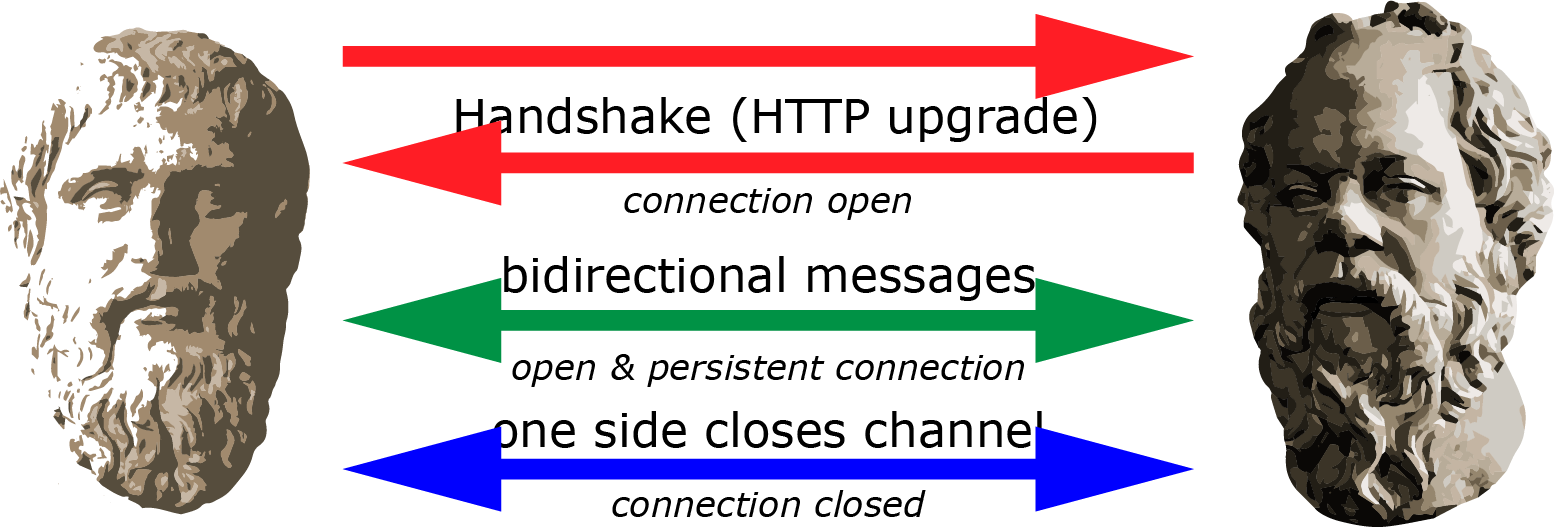 Handshake (HTTP upgrade)
connection open
bidirectional messages
open & persistent connection
one side closes channel
connection closed